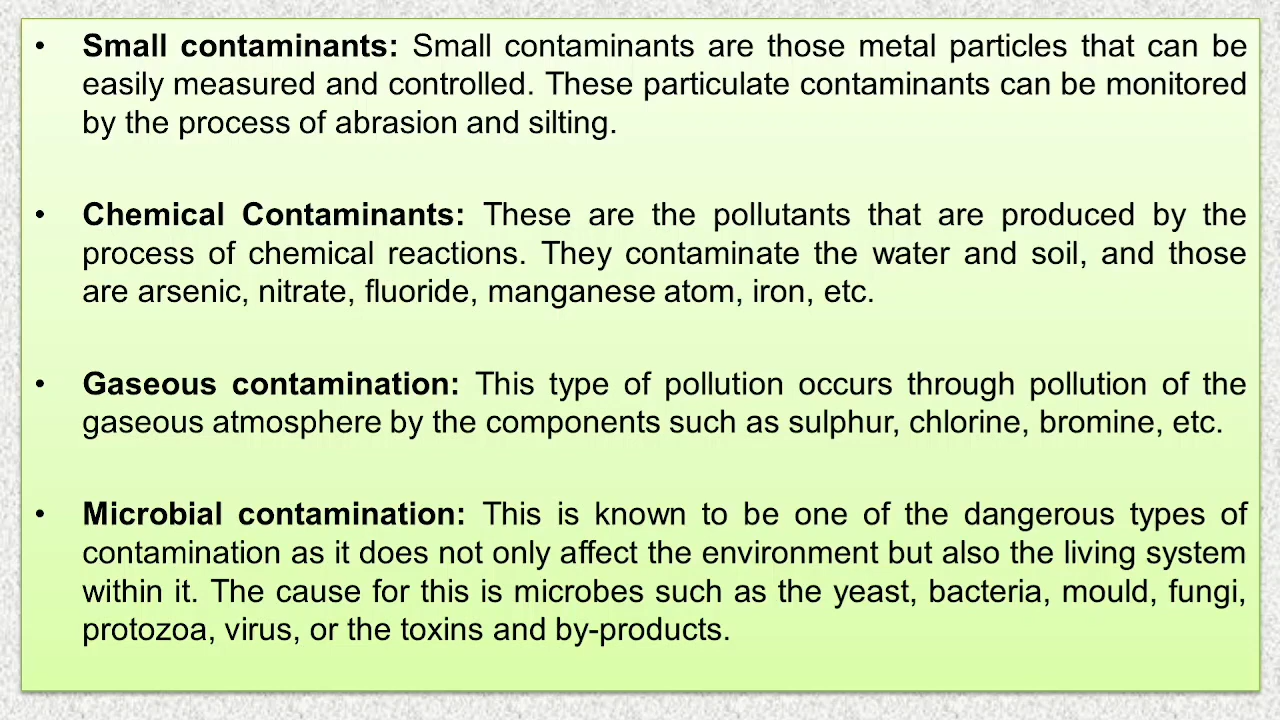 • Small contaminants: Small contaminants are those metal particles that can be
easily measured and controlled. These particulate contaminants can be monitored
by the process of abrasion and silting.
• Chemical Contaminants: These are the pollutants that are produced by the
process of chemical reactions. They contaminate the water and soil, and those
are arsenic, nitrate, fluoride, manganese atom, iron, etc.
• Gaseous contamination: This type of pollution occurs through pollution of the
gaseous atmosphere by the components such as sulphur, chlorine, bromine, etc.
• Microbial contamination: This is known to be one of the dangerous types of
contamination as it does not only affect the environment but also the living system
within it. The cause for this is microbes such as the yeast, bacteria, mould, fungi,
protozoa, virus, or the toxins and by-products.